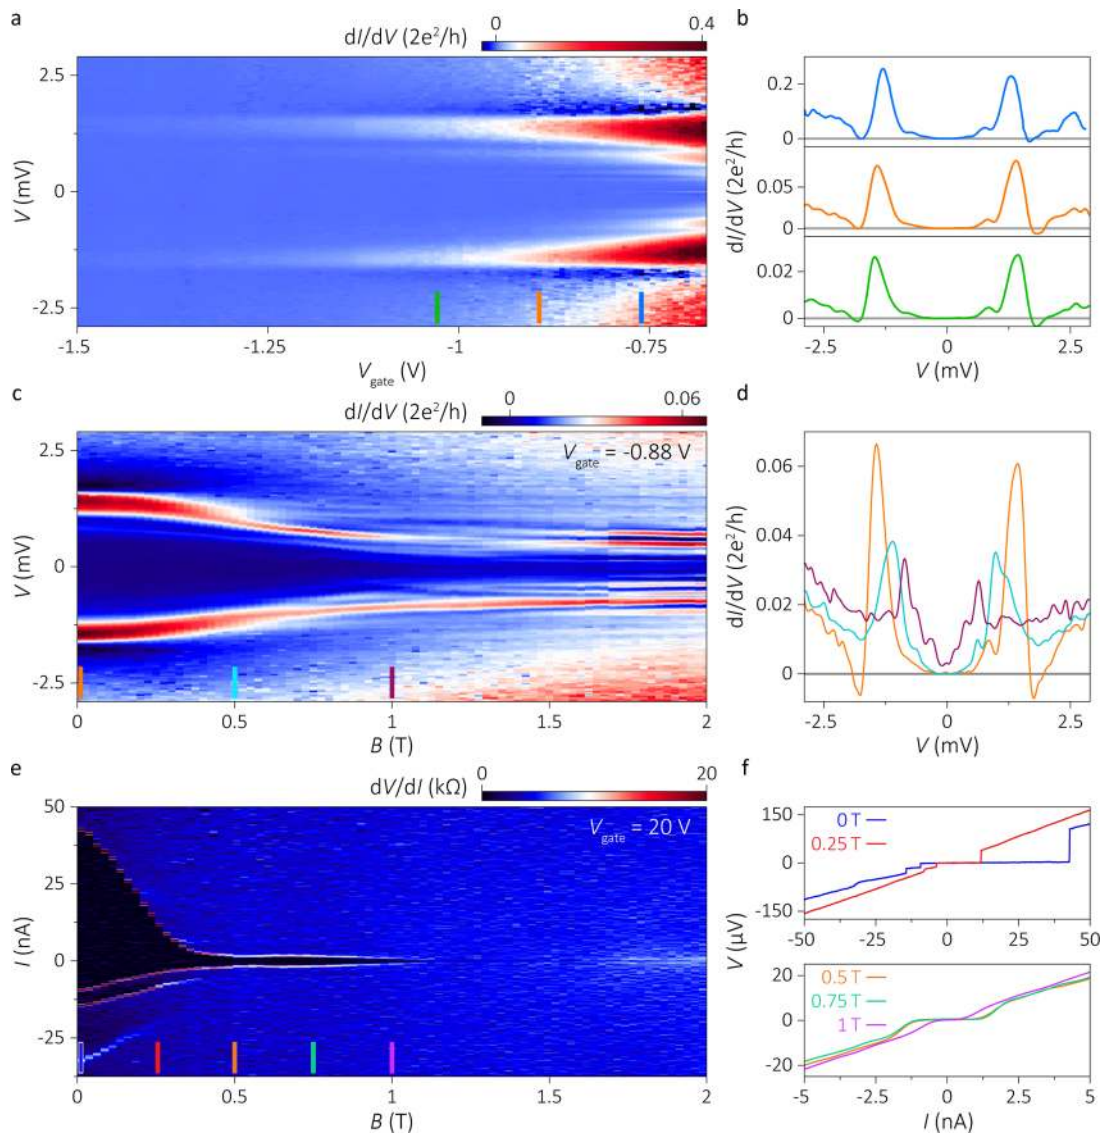 a
dI/dV (2e²/h)
0
0.4
2.5
0
-2.5
V (mV)
-1.5
-1.25
-1
-0.75
V_gate (V)
b
0.2
0
0.05
0
0.02
0
dI/dV (2e²/h)
-2.5
0
2.5
V (mV)
c
dI/dV (2e²/h)
0
0.06
V_gate = -0.88 V
2.5
0
-2.5
V (mV)
0
0.5
1
1.5
2
B (T)
d
0.06
0.04
0.02
0
dI/dV (2e²/h)
-2.5
0
2.5
V (mV)
e
dV/dI (kΩ)
0
20
V_gate = 20 V
50
25
0
-25
I (nA)
0
0.5
1
1.5
2
B (T)
f
150
0
-150
0 T
0.25 T
-50
-25
0
25
50
V (µV)
20
0
-20
0.5 T
0.75 T
1 T
-5
-2.5
0
2.5
5
I (nA)